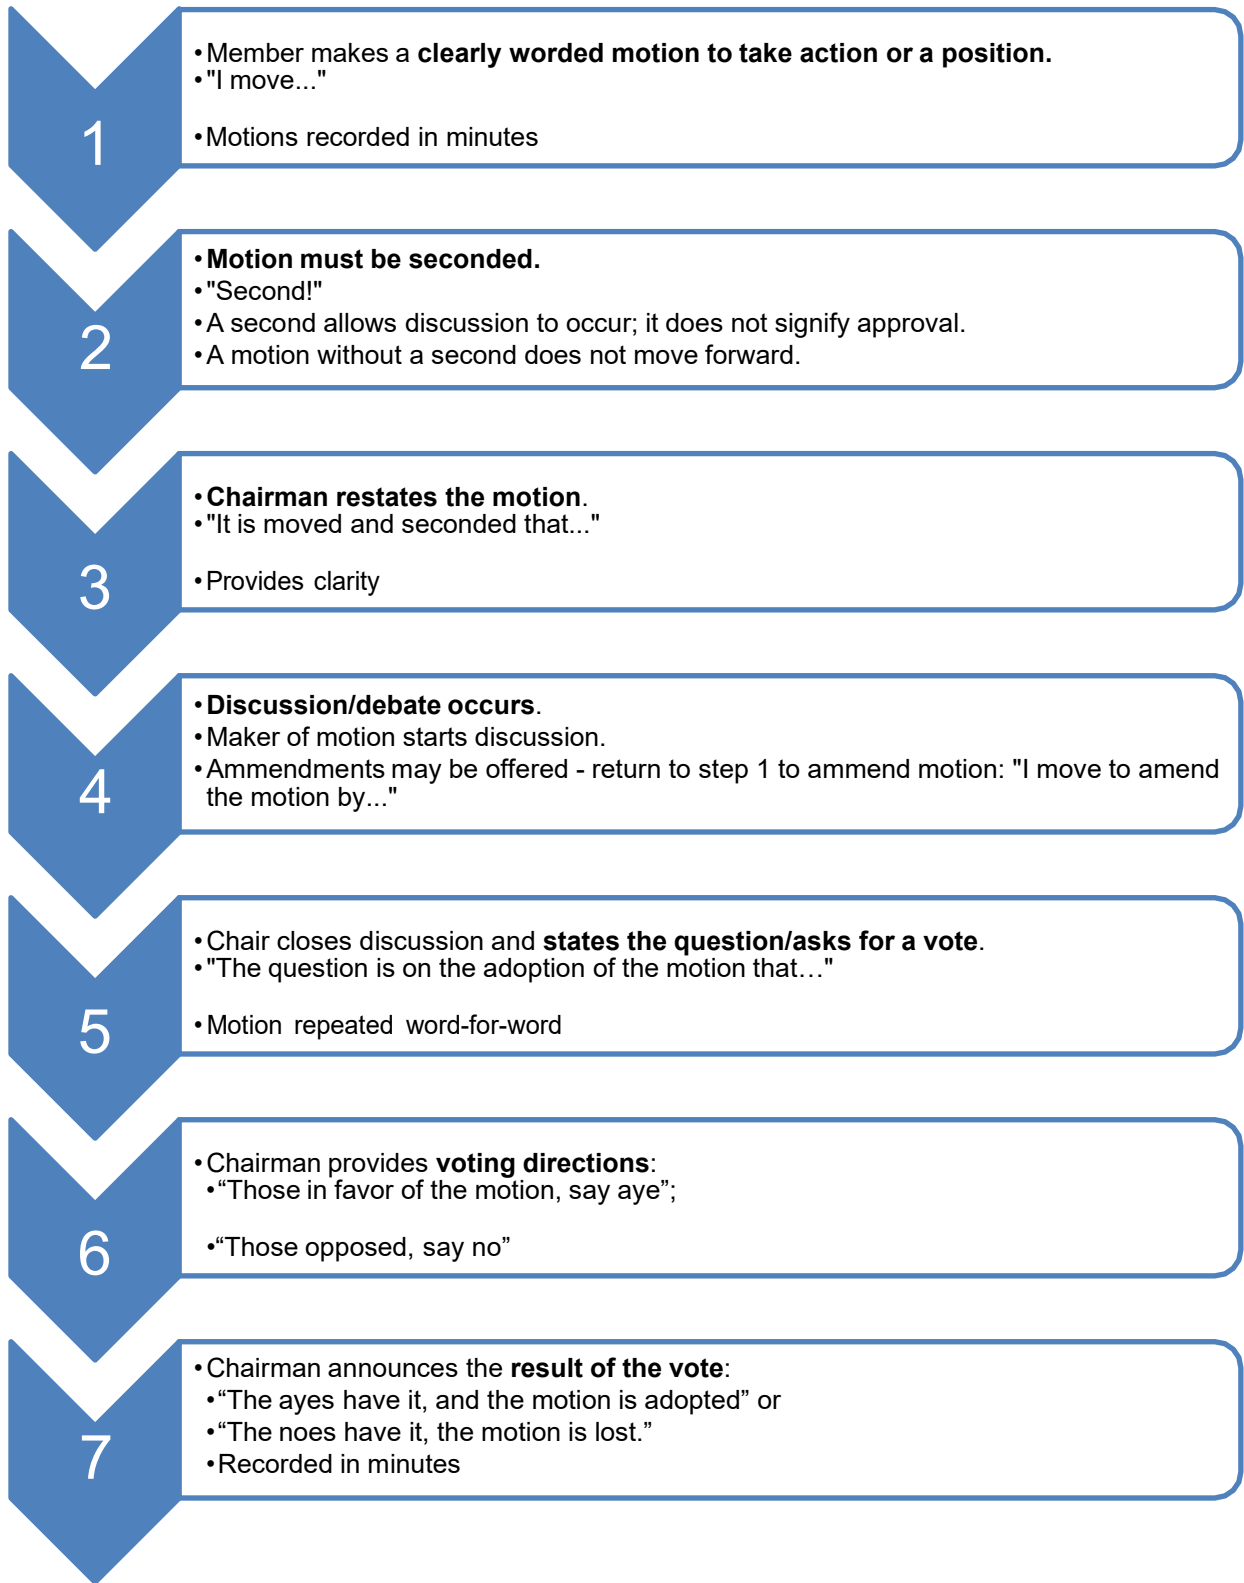 1
•Member makes a clearly worded motion to take action or a position.
•"I move..."
•Motions recorded in minutes
2
•Motion must be seconded.
•"Second!"
•A second allows discussion to occur; it does not signify approval.
•A motion without a second does not move forward.
3
•Chairman restates the motion.
•"It is moved and seconded that..."
•Provides clarity
4
•Discussion/debate occurs.
•Maker of motion starts discussion.
•Ammendments may be offered - return to step 1 to ammend motion: "I move to amend
the motion by..."
5
•Chair closes discussion and states the question/asks for a vote.
•"The question is on the adoption of the motion that…"
•Motion repeated word-for-word
6
•Chairman provides voting directions:
•“Those in favor of the motion, say aye”;
•“Those opposed, say no”
7
•Chairman announces the result of the vote:
•“The ayes have it, and the motion is adopted” or
•“The noes have it, the motion is lost.”
•Recorded in minutes